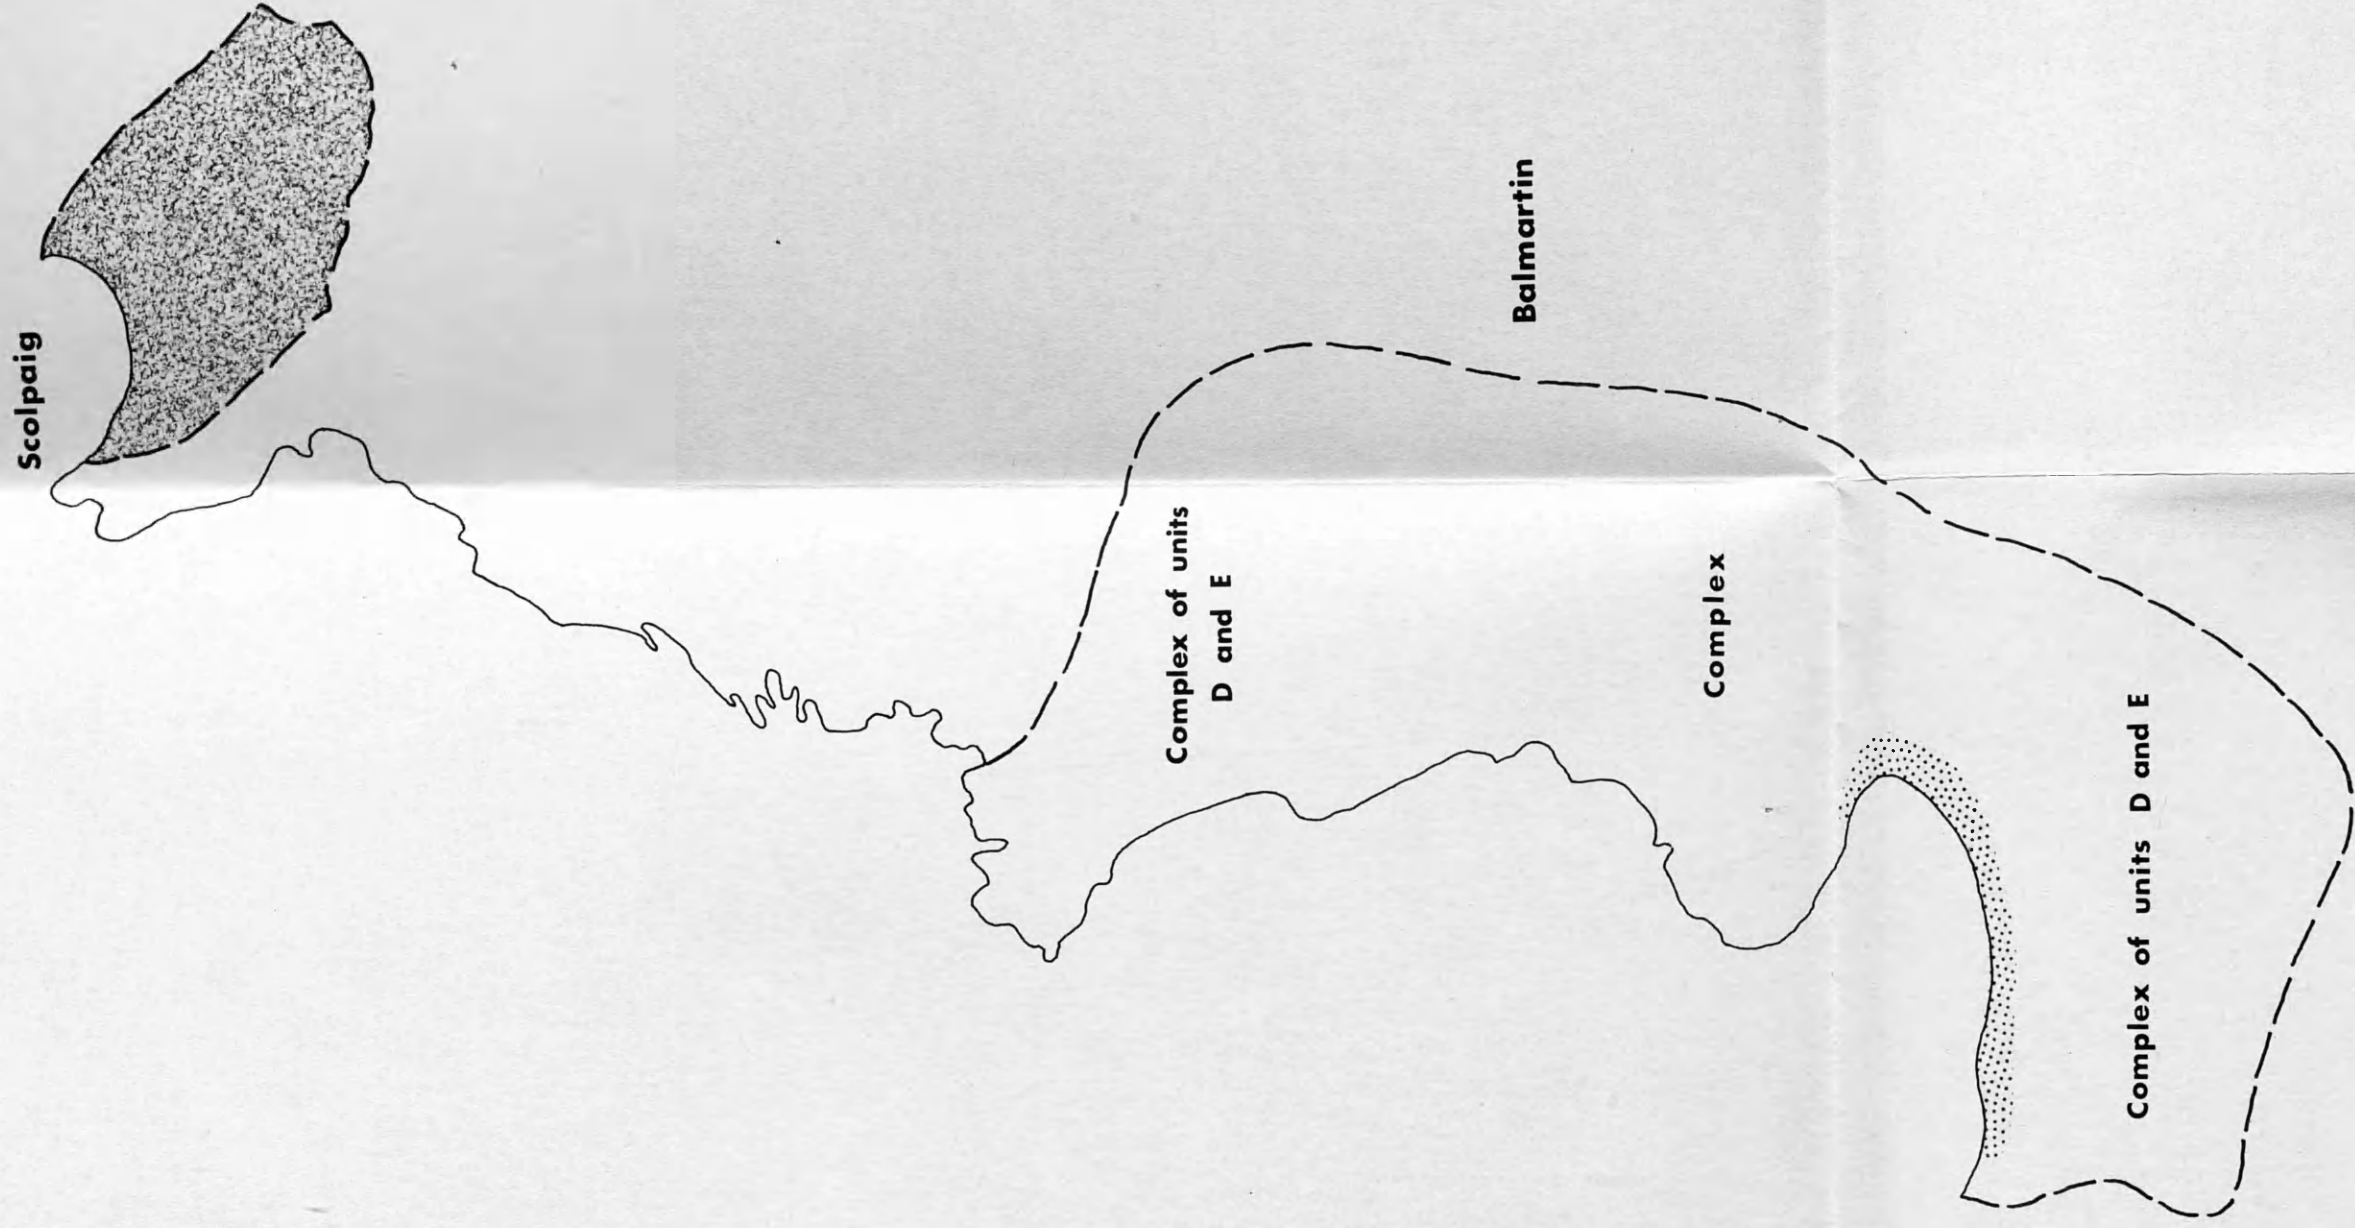 Scolpaig
Balmartin
Complex of units
D and E
Complex
Complex of units D and E